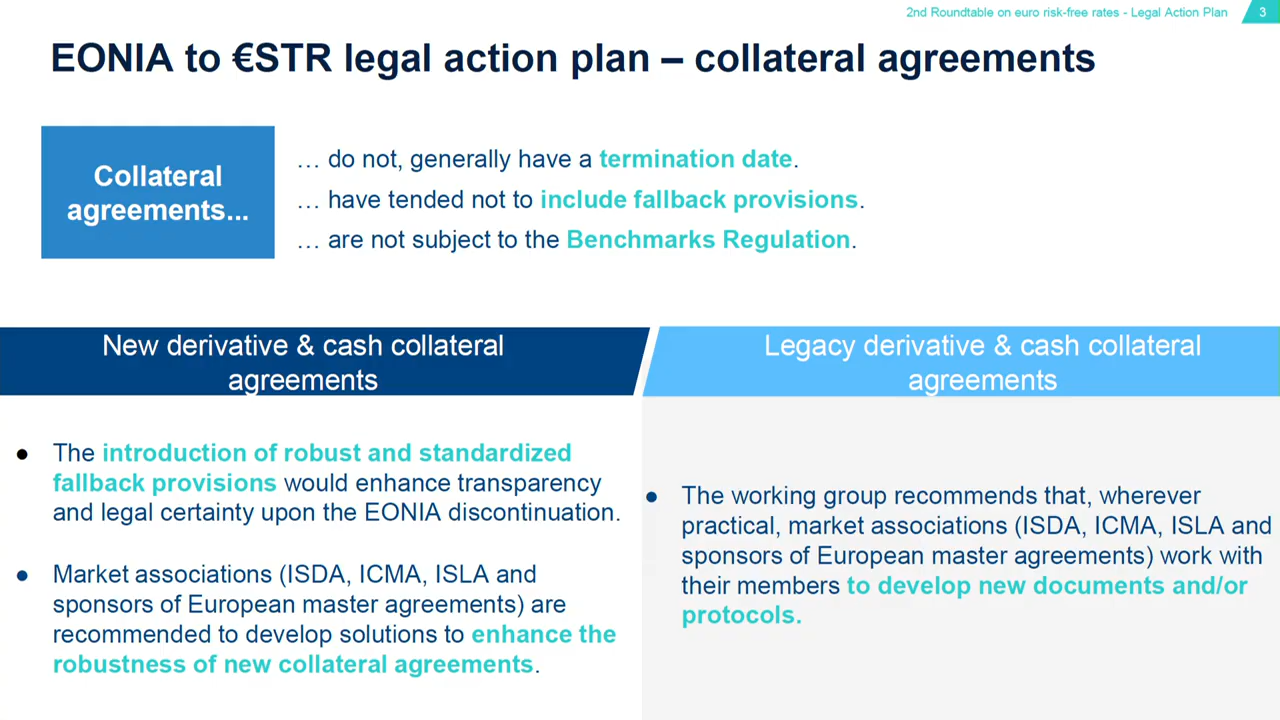 2nd Roundtable on euro risk-free rates - Legal Action Plan 3
EONIA to €STR legal action plan – collateral agreements
Collateral
agreements...
… do not, generally have a termination date.
… have tended not to include fallback provisions.
… are not subject to the Benchmarks Regulation.
New derivative & cash collateral
agreements
● The introduction of robust and standardized
fallback provisions would enhance transparency
and legal certainty upon the EONIA discontinuation.
● Market associations (ISDA, ICMA, ISLA and
sponsors of European master agreements) are
recommended to develop solutions to enhance the
robustness of new collateral agreements.
Legacy derivative & cash collateral
agreements
● The working group recommends that, wherever
practical, market associations (ISDA, ICMA, ISLA and
sponsors of European master agreements) work with
their members to develop new documents and/or
protocols.